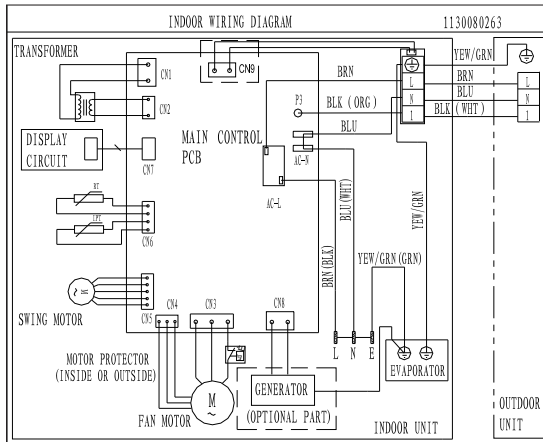 INDOOR WIRING DIAGRAM
1130080263
TRANSFORMER
CN1
CN9
YEW/GRN
BRN
BRN
L
L
CN2
P3
BLK(ORG)
BLU
N
N
BLU
BLK(WHT)
1
1
DISPLAY
CIRCUIT
CN7
MAIN CONTROL
PCB
AC-N
AC-L
RT
IPT
CN6
BLU(WHT)
YEW/GRN
BRN(BLK)
YEW/GRN(GRN)
M
SWING MOTOR
CN5
CN4
CN3
CN8
L
N
E
MOTOR PROTECTOR
(INSIDE OR OUTSIDE)
EVAPORATOR
M
~
FAN MOTOR
GENERATOR
(OPTIONAL PART)
INDOOR UNIT
OUTDOOR
UNIT